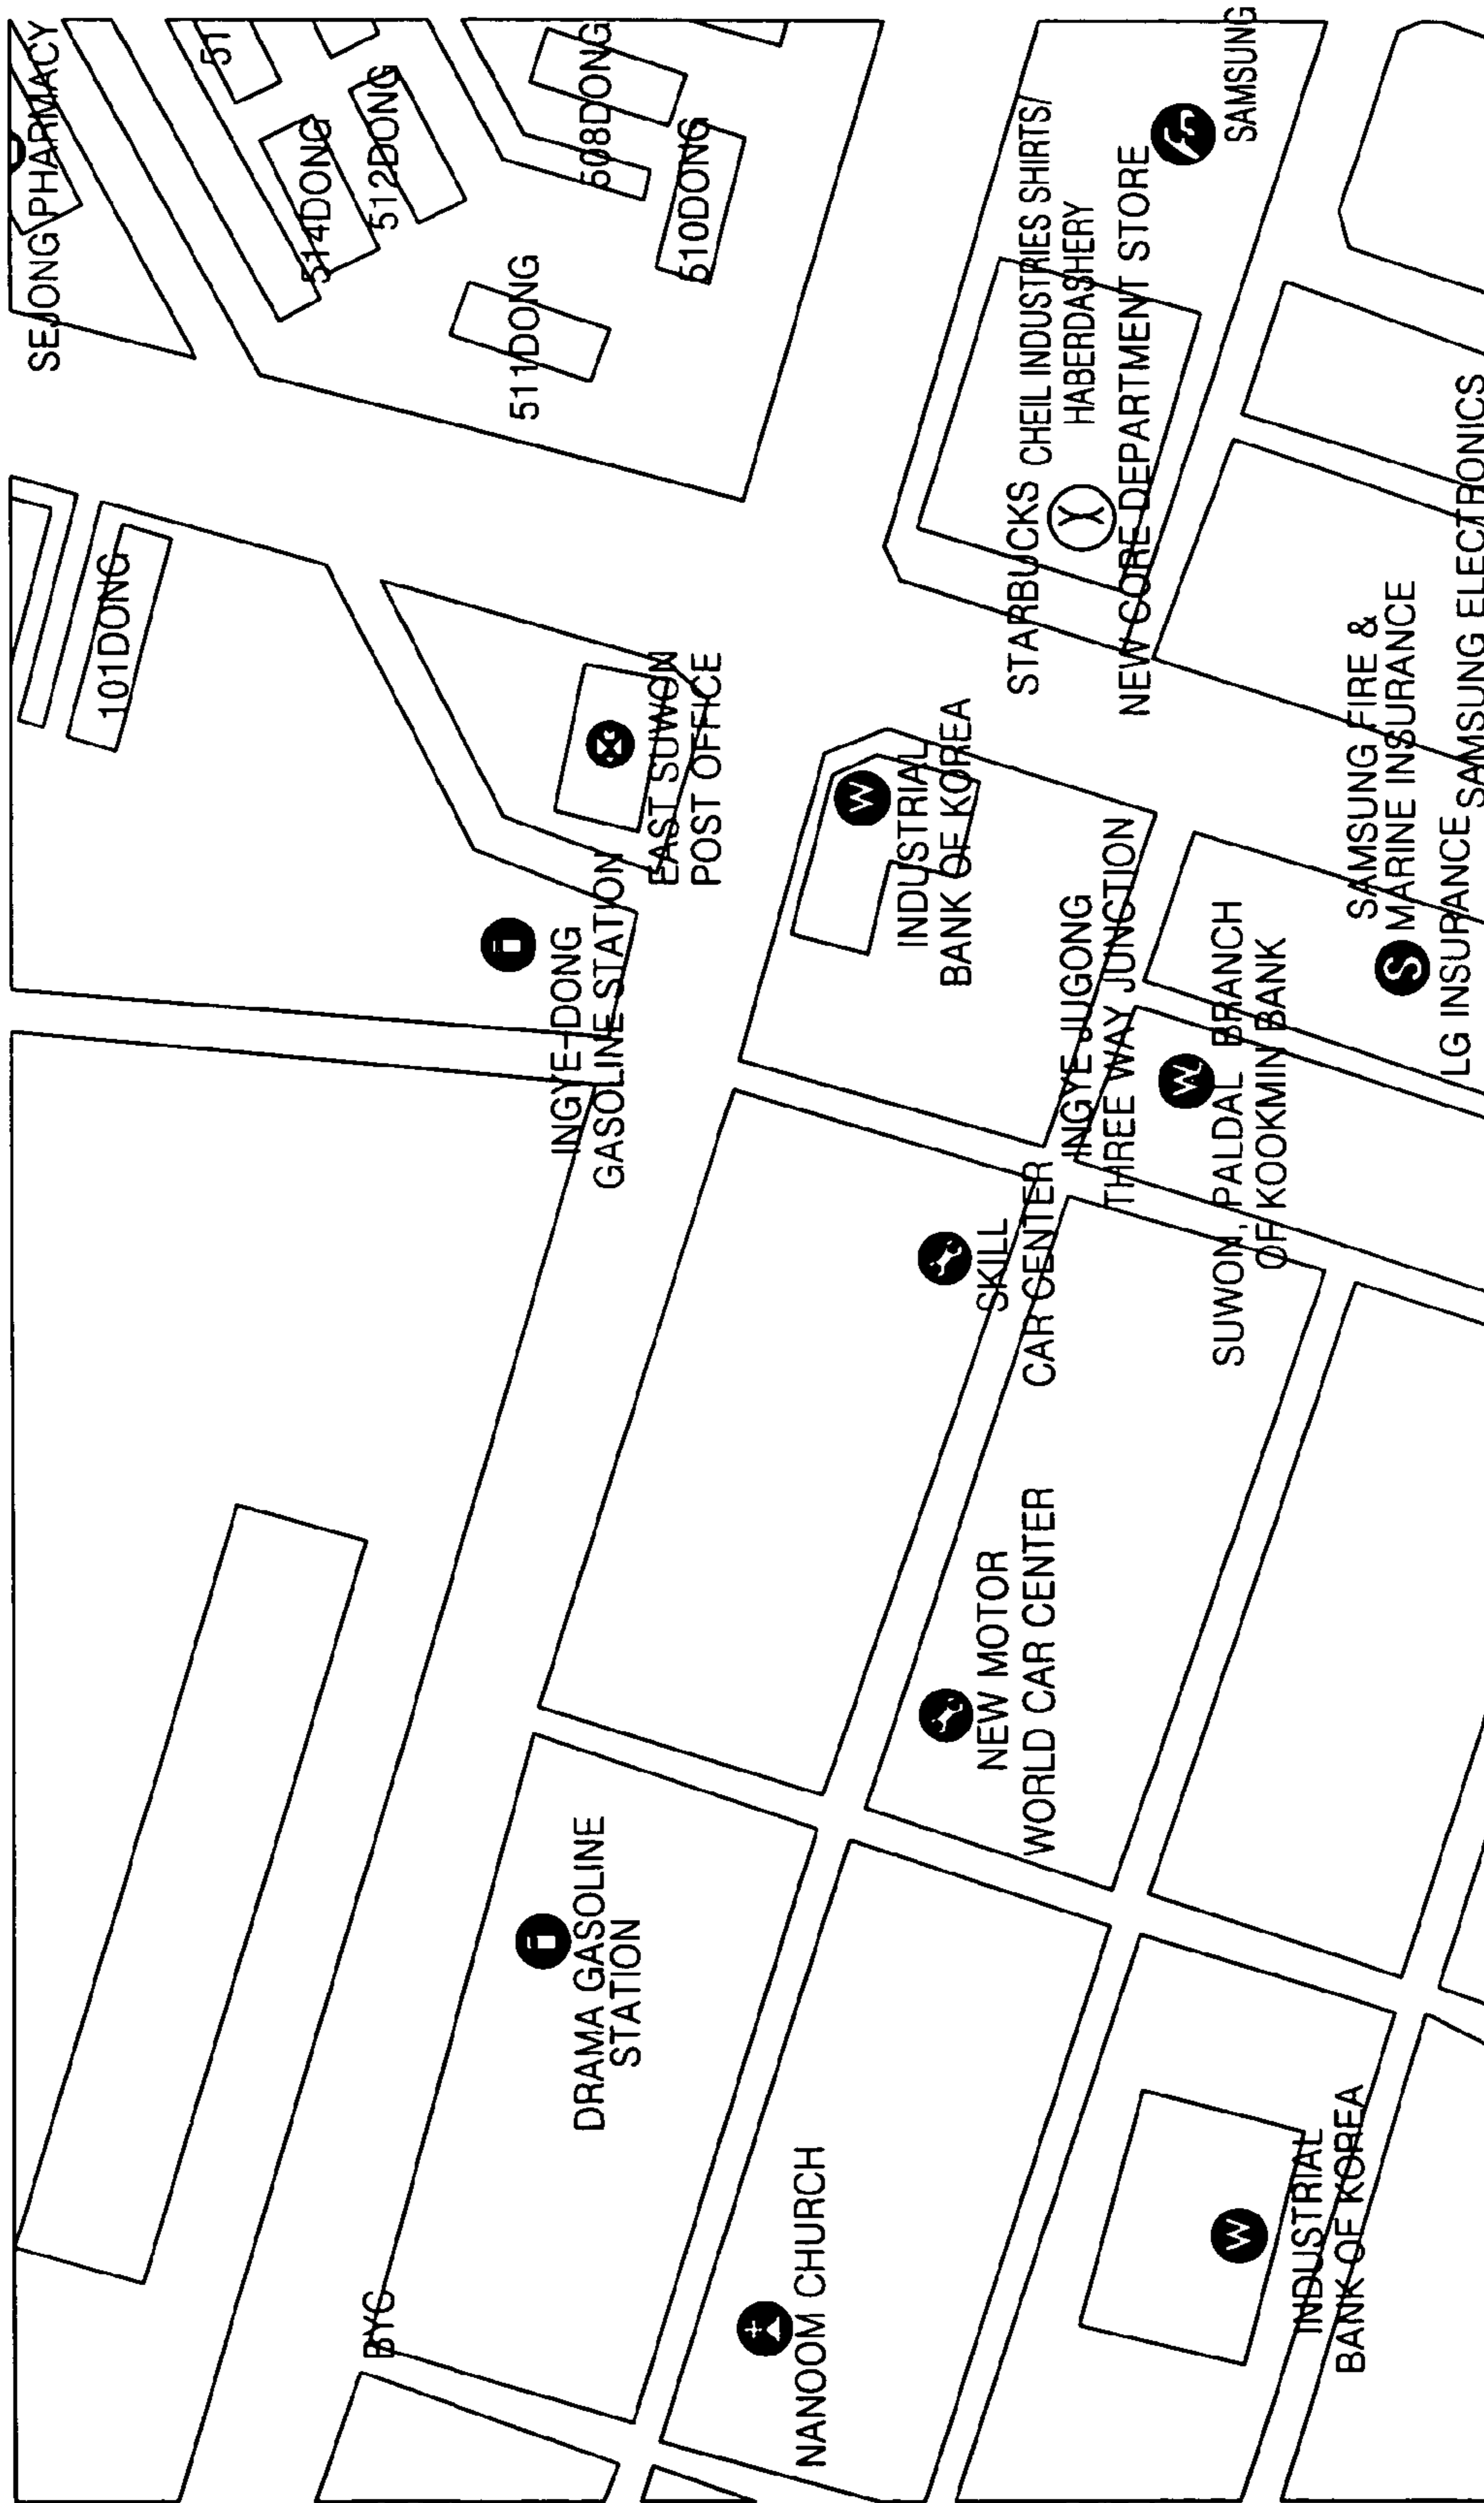 SEJONG PHARMACY
51
514DONG
512DONG
508DONG
510DONG
511DONG
101DONG
EAST SUWON
POST OFFICE
INGYE-DONG
GASOLINE STATION
INDUSTRIAL
BANK OF KOREA
STARBUCKS
CHEIL INDUSTRIES SHIRTS
HABERDASHERY
NEW CORE DEPARTMENT STORE
SAMSUNG
INGYE JUGONG
THREE WAY JUNCTION
SUWON, PALDAL BRANCH
OF KOOKMIN BANK
SAMSUNG FIRE &
MARINE INSURANCE
LG INSURANCE
SAMSUNG ELECTRONICS
SKILL
CAR CENTER
NEW MOTOR
WORLD CAR CENTER
DRAMA GASOLINE
STATION
BYC
NANOOM CHURCH
INDUSTRIAL
BANK OF KOREA